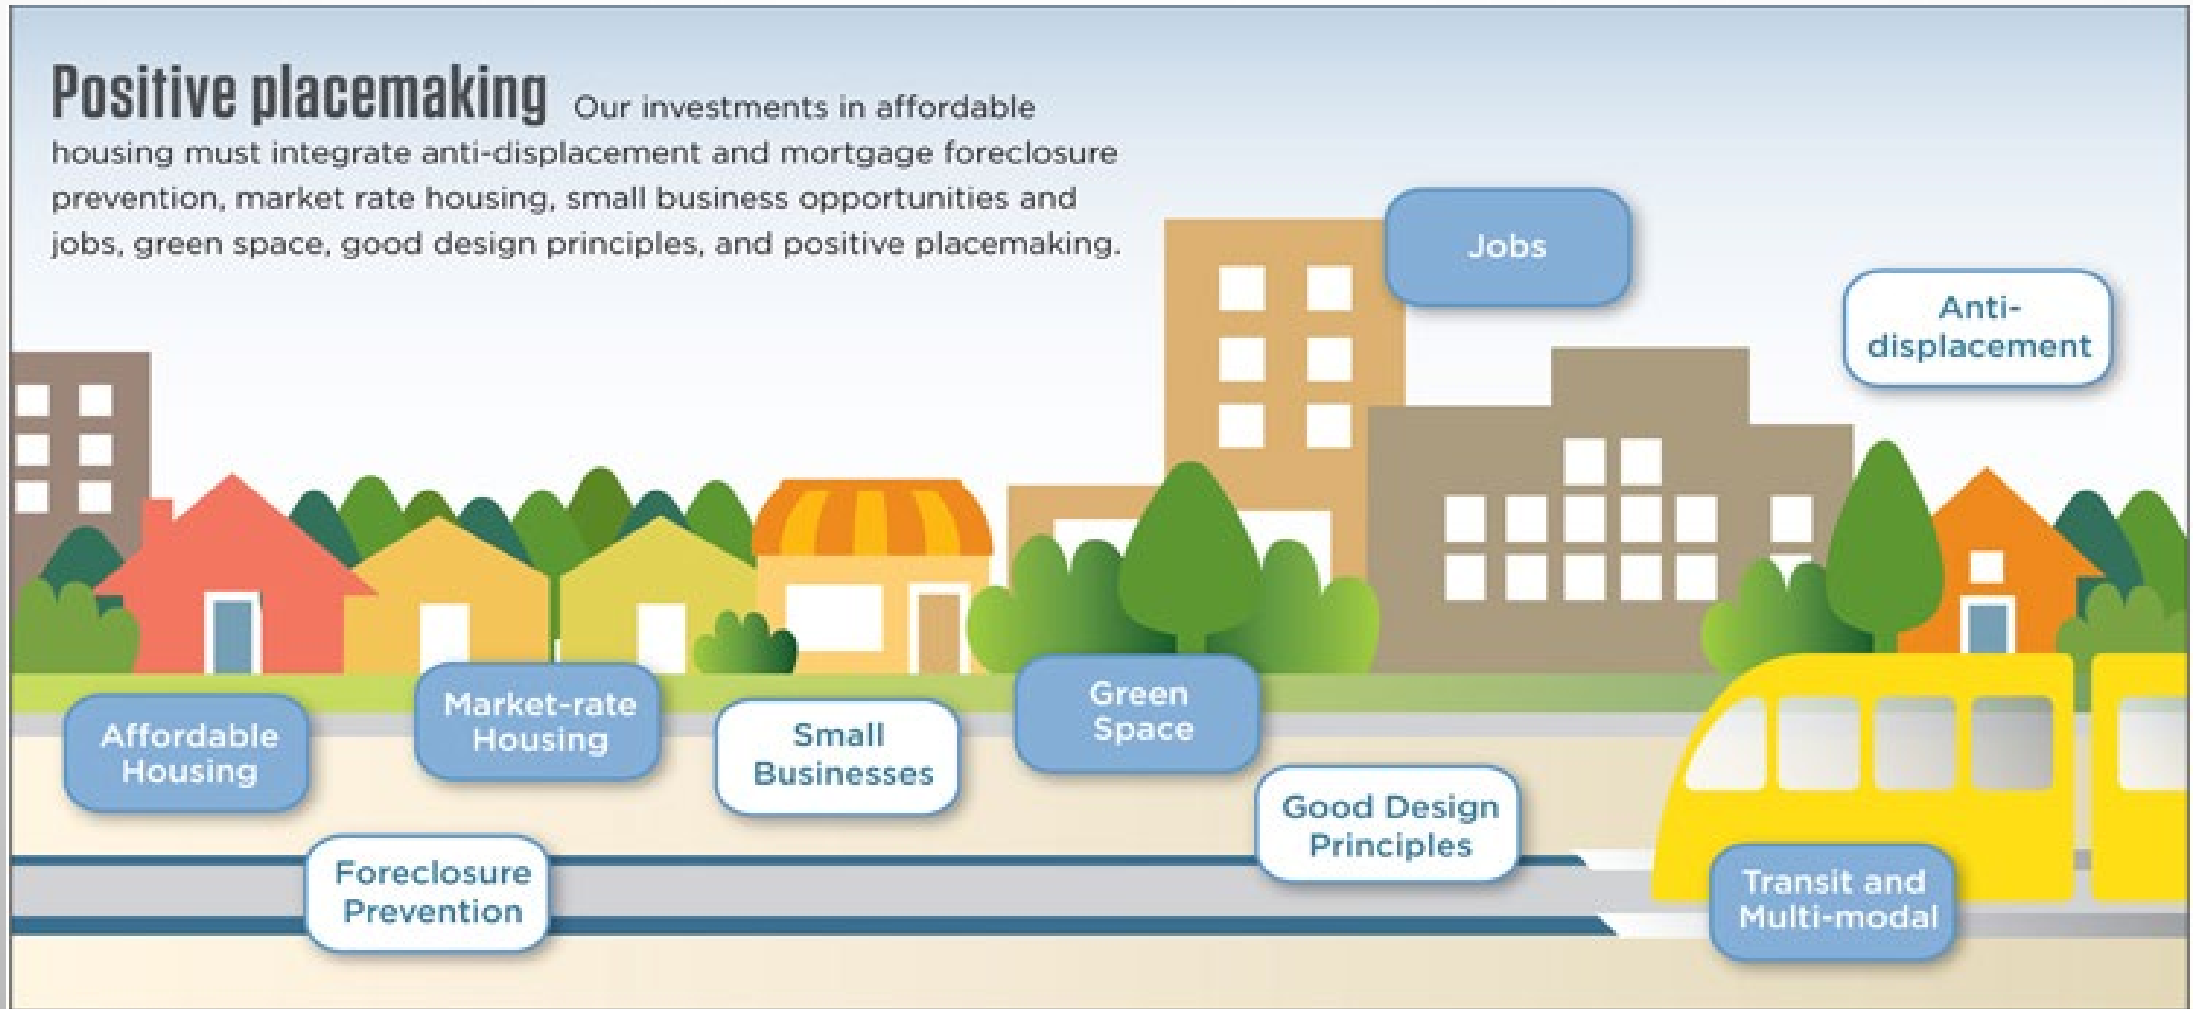 Positive placemaking Our investments in affordable
housing must integrate anti-displacement and mortgage foreclosure
prevention, market rate housing, small business opportunities and
jobs, green space, good design principles, and positive placemaking.
Jobs
Anti-
displacement
Affordable
Housing
Market-rate
Housing
Small
Businesses
Green
Space
Good Design
Principles
Foreclosure
Prevention
Transit and
Multi-modal